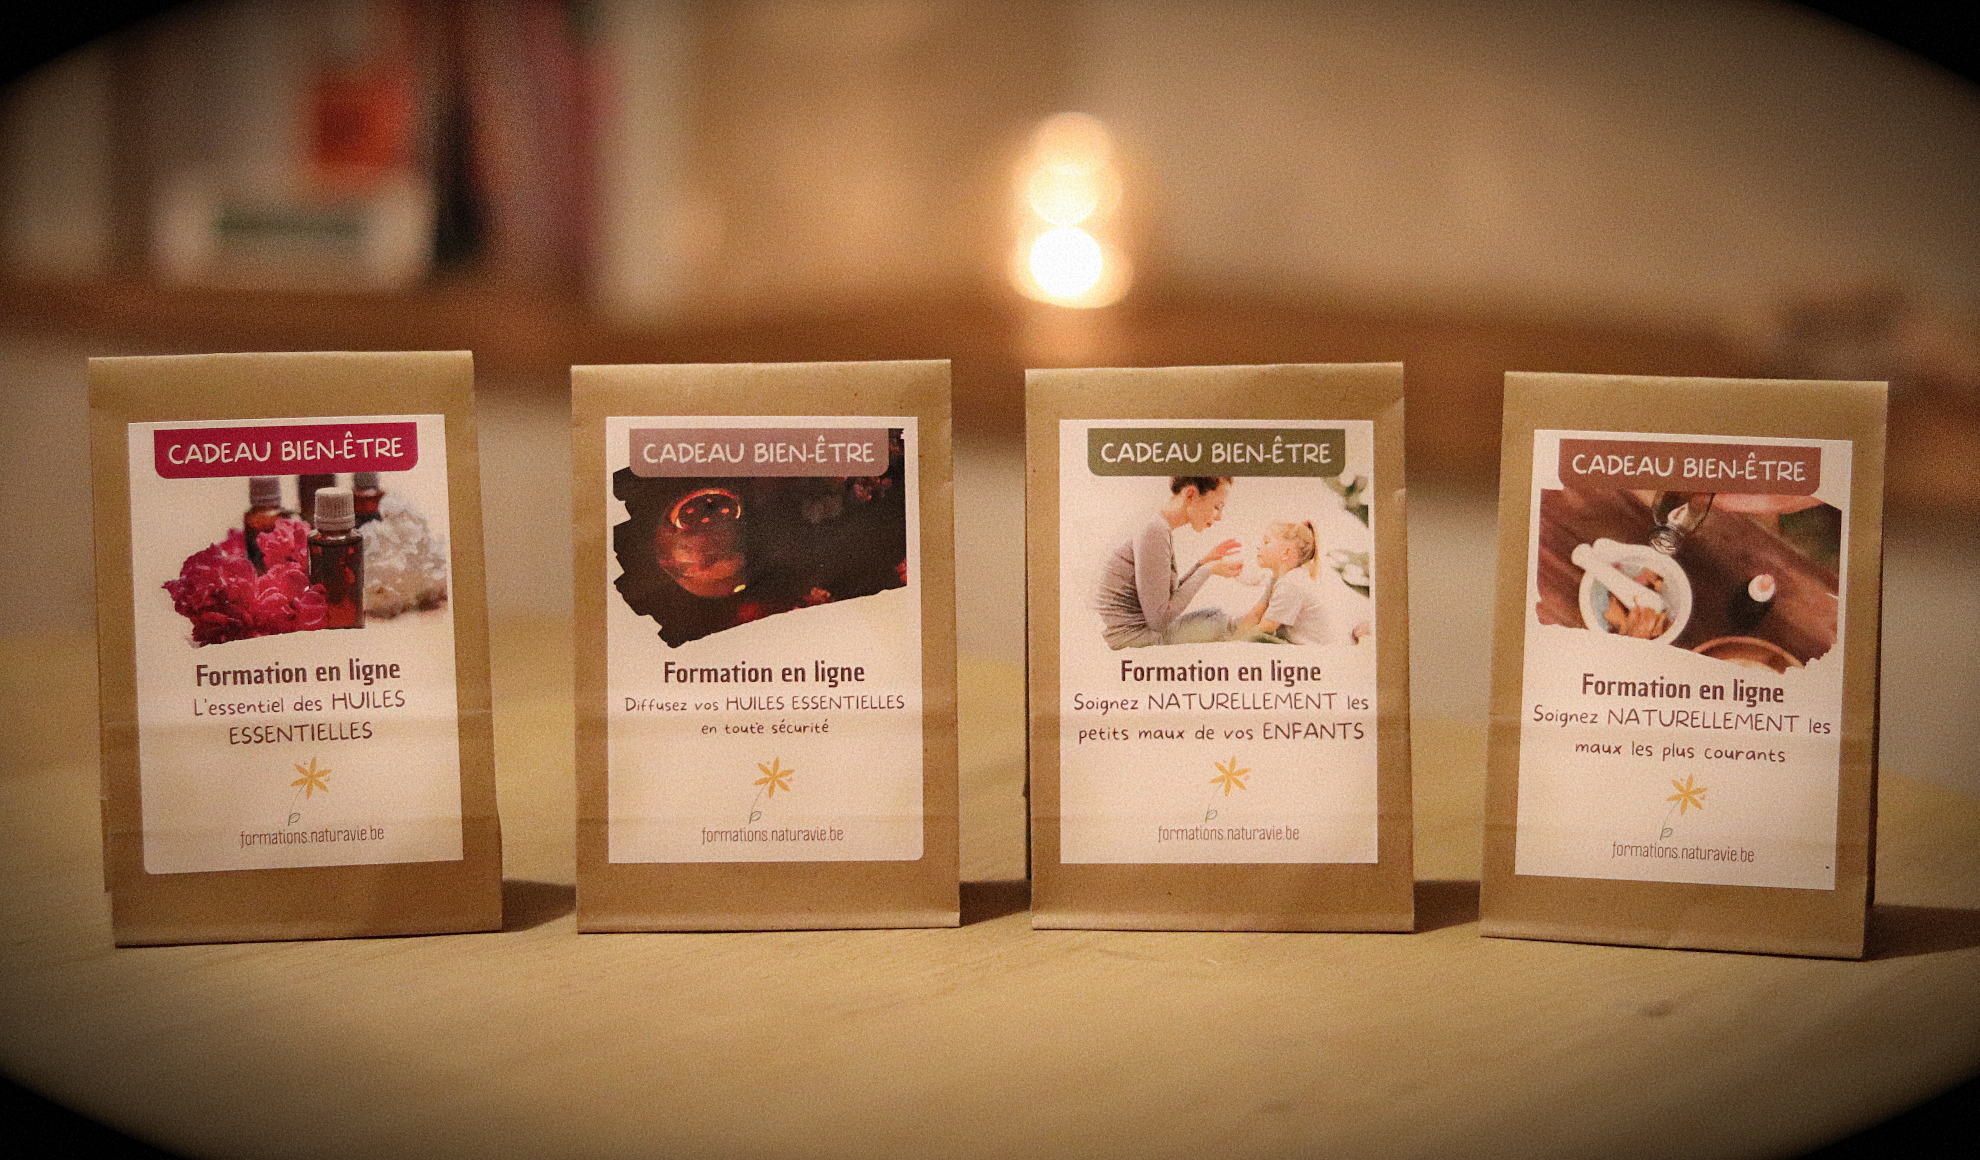 CADEAU BIEN-ÊTRE
Formation en ligne
L'essentiel des HUILES
ESSENTIELLES
formations.naturavie.be
CADEAU BIEN-ÊTRE
Formation en ligne
Diffusez vos HUILES ESSENTIELLES
en toute sécurité
formations.naturavie.be
CADEAU BIEN-ÊTRE
Formation en ligne
Soignez NATURELLEMENT les
petits maux de vos ENFANTS
formations.naturavie.be
CADEAU BIEN-ÊTRE
Formation en ligne
Soignez NATURELLEMENT les
maux les plus courants
formations.naturavie.be